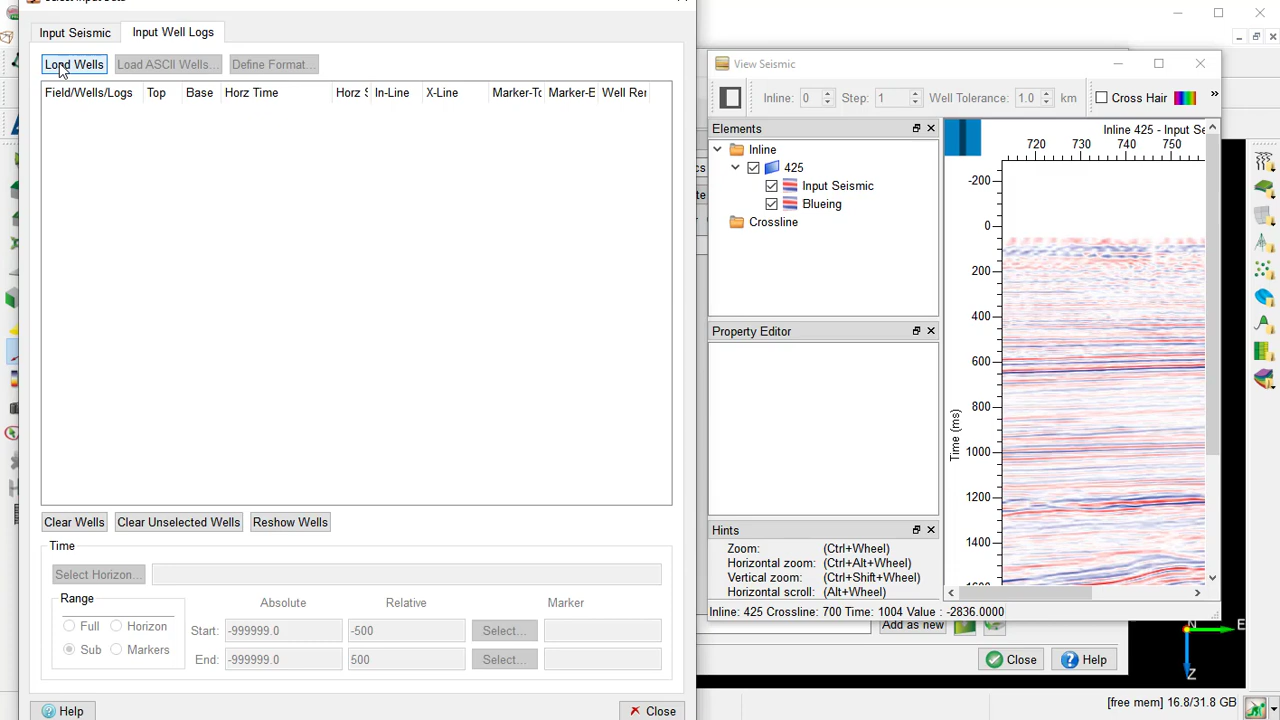 Input Seismic Input Well Logs
Load Wells Load ASCII Wells... Define Format...
Field/Wells/Logs Top Base Horz Time Horz In-Line X-Line Marker-To Marker-E Well Rer
Clear Wells Clear Unselected Wells Reshow Wells
Time
Select Horizon...
Range
Absolute Relative Marker
Full Horizon
Start: -999999.0 -500 Select...
Sub Markers
End: -999999.0 500 Select...
Help Close
View Seismic
Inline: 0 Step: 1 Well Tolerance: 1.0 km Cross Hair »
Elements
Inline
425
Input Seismic
Blueing
Crossline
Property Editor
Hints
Zoom: (Ctrl+Wheel)
Horizontal zoom: (Ctrl+Alt+Wheel)
Vertical zoom: (Ctrl+Shift+Wheel)
Horizontal scroll: (Alt+Wheel)
Inline 425 - Input Se
720 730 740 750
-200
0
200
400
600
800
1000
1200
1400
Time (ms)
Inline: 425 Crossline: 700 Time: 1004 Value : -2836.0000
Add as new
Close Help
E
Z
[free mem] 16.8/31.8 GB